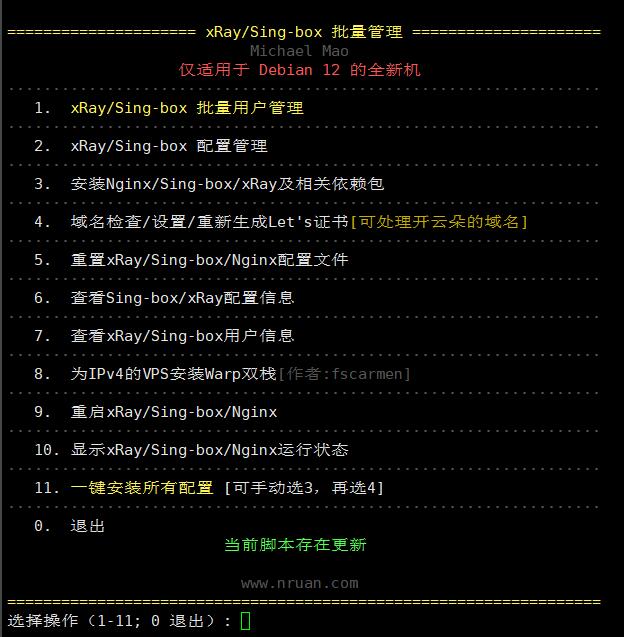 ===================== xRay/Sing-box 批量管理 =====================
Michael Mao
仅适用于 Debian 12 的全新机
1. xRay/Sing-box 批量用户管理
2. xRay/Sing-box 配置管理
3. 安装Nginx/Sing-box/xRay及相关依赖包
4. 域名检查/设置/重新生成Let's证书[可处理开云朵的域名]
5. 重置xRay/Sing-box/Nginx配置文件
6. 查看Sing-box/xRay配置信息
7. 查看xRay/Sing-box用户信息
8. 为IPv4的VPS安装Warp双栈[作者:fscarmen]
9. 重启xRay/Sing-box/Nginx
10. 显示xRay/Sing-box/Nginx运行状态
11. 一键安装所有配置 [可手动选3，再选4]
0. 退出
当前脚本存在更新
www.nruan.com
==================================================================
选择操作（1-11; 0 退出）: